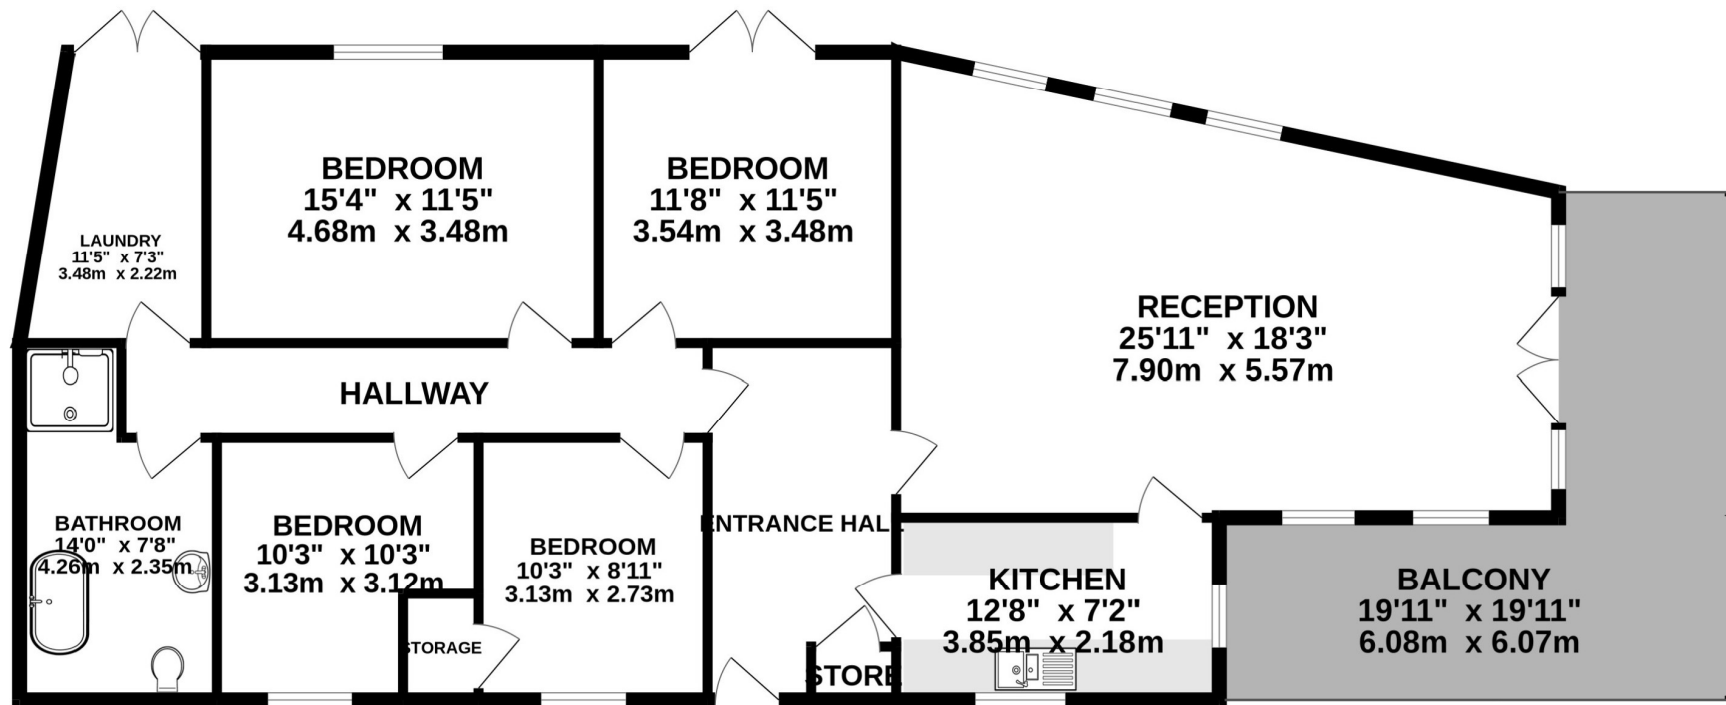 BEDROOM
15'4" x 11'5"
4.68m x 3.48m
BEDROOM
11'8" x 11'5"
3.54m x 3.48m
LAUNDRY
11'5" x 7'3"
3.48m x 2.22m
RECEPTION
25'11" x 18'3"
7.90m x 5.57m
HALLWAY
BATHROOM
14'0" x 7'8"
4.26m x 2.35m
BEDROOM
10'3" x 10'3"
3.13m x 3.12m
BEDROOM
10'3" x 8'11"
3.13m x 2.73m
ENTRANCE HALL
KITCHEN
12'8" x 7'2"
3.85m x 2.18m
BALCONY
19'11" x 19'11"
6.08m x 6.07m
STORAGE
STORE